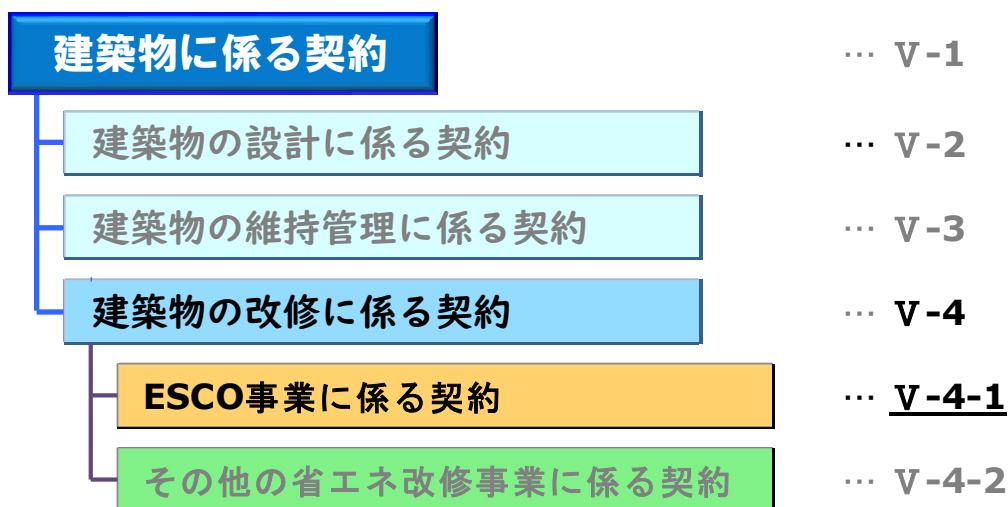 建築物に係る契約 … Ⅴ-1
建築物の設計に係る契約 … Ⅴ-2
建築物の維持管理に係る契約 … Ⅴ-3
建築物の改修に係る契約 … Ⅴ-4
ESCO事業に係る契約 … Ⅴ-4-1
その他の省エネ改修事業に係る契約 … Ⅴ-4-2